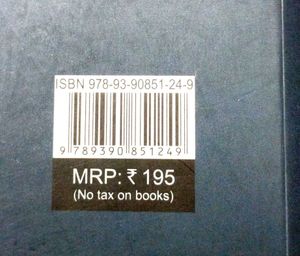 ISBN 978-93-90851-24-9
9 789390 851249
MRP: ₹ 195
(No tax on books)